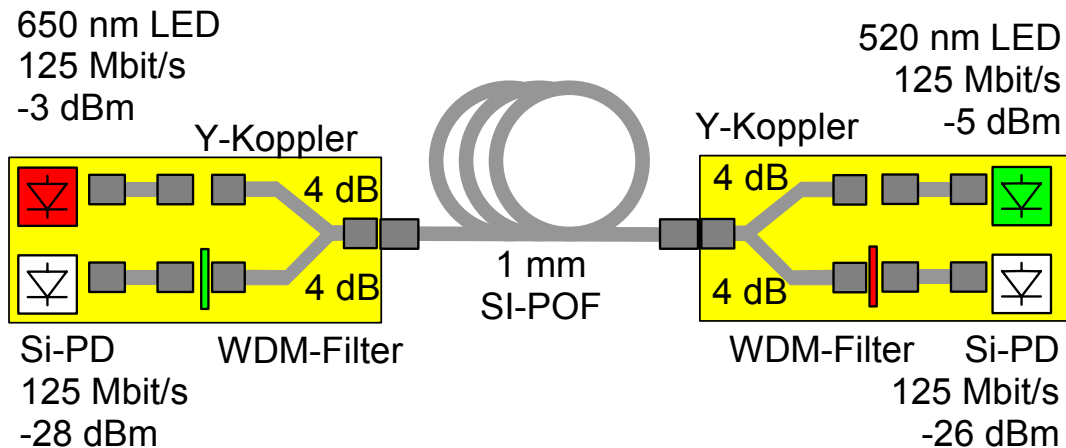 650 nm LED
125 Mbit/s
-3 dBm
520 nm LED
125 Mbit/s
-5 dBm
Y-Koppler
Y-Koppler
4 dB
4 dB
4 dB
4 dB
1 mm
SI-POF
Si-PD
125 Mbit/s
-28 dBm
WDM-Filter
WDM-Filter
Si-PD
125 Mbit/s
-26 dBm